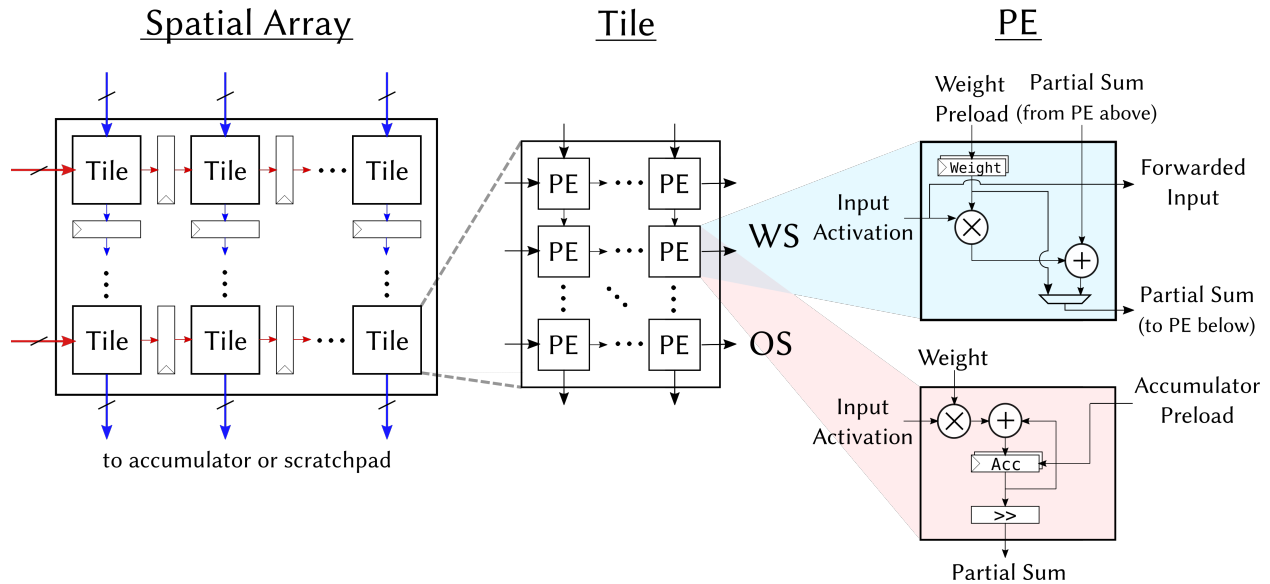 Spatial Array
Tile
PE
Tile
Tile
Tile
Tile
Tile
Tile
to accumulator or scratchpad
PE
PE
PE
PE
PE
PE
WS
OS
Weight
Preload
Partial Sum
(from PE above)
Weight
Input
Activation
×
+
Forwarded
Input
Partial Sum
(to PE below)
Weight
Input
Activation
×
+
Accumulator
Preload
Acc
>>
Partial Sum